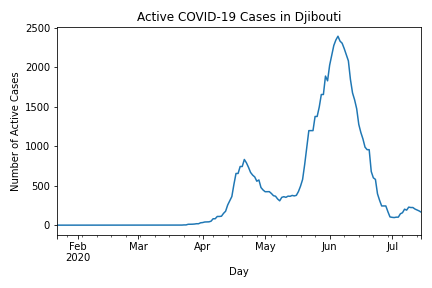 Active COVID-19 Cases in Djibouti
Number of Active Cases
2500
2000
1500
1000
500
0
Feb Mar Apr May Jun Jul
2020
Day